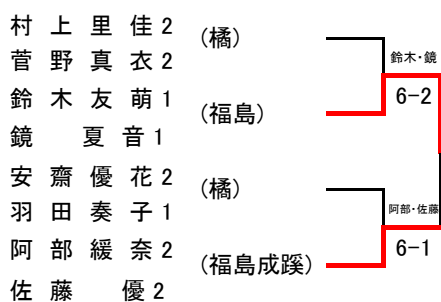 村上里佳2
(橘)
菅野真衣2
鈴木・鏡
鈴木友萌1
6-2
(福島)
鏡 夏音1
安齋優花2
(橘)
羽田奏子1
阿部・佐藤
阿部緩奈2
6-1
(福島成蹊)
佐藤 優2